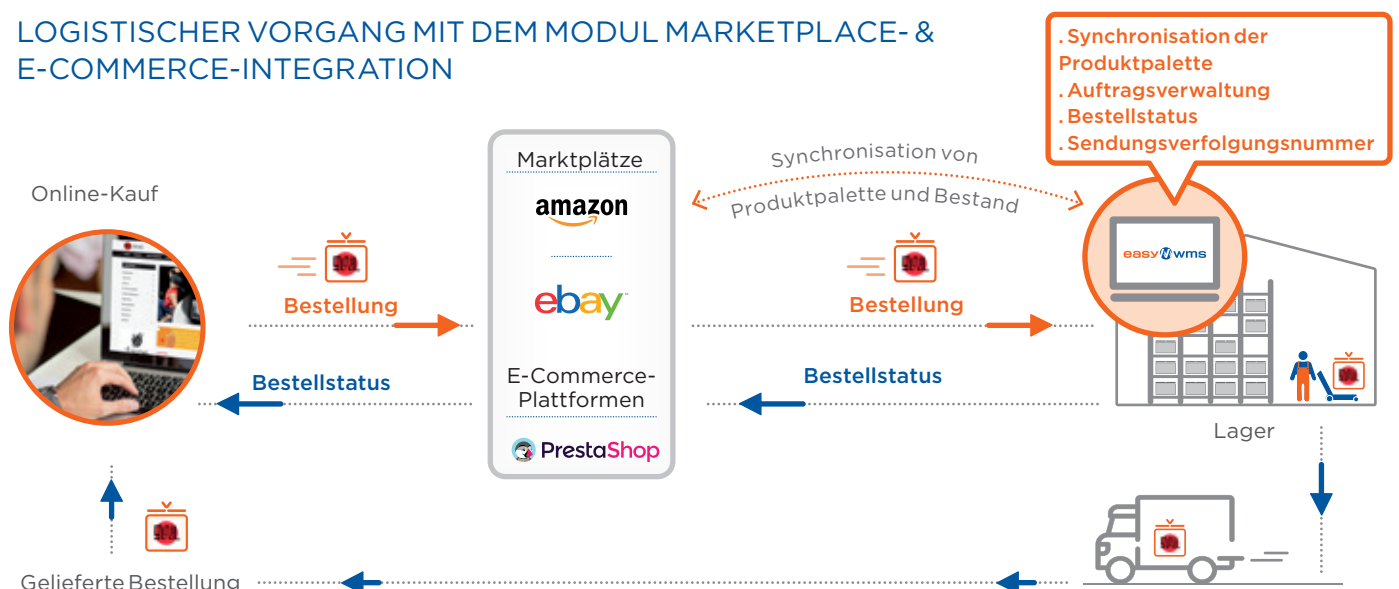 LOGISTISCHER VORGANG MIT DEM MODUL MARKETPLACE- &
E-COMMERCE-INTEGRATION
. Synchronisation der
Produktpalette
. Auftragsverwaltung
. Bestellstatus
. Sendungsverfolgungsnummer
Online-Kauf
Marktplätze
amazon
ebay
E-Commerce-
Plattformen
PrestaShop
Synchronisation von
Produktpalette und Bestand
easy wms
Bestellung
Bestellung
Bestellstatus
Bestellstatus
Lager
Gelieferte Bestellung